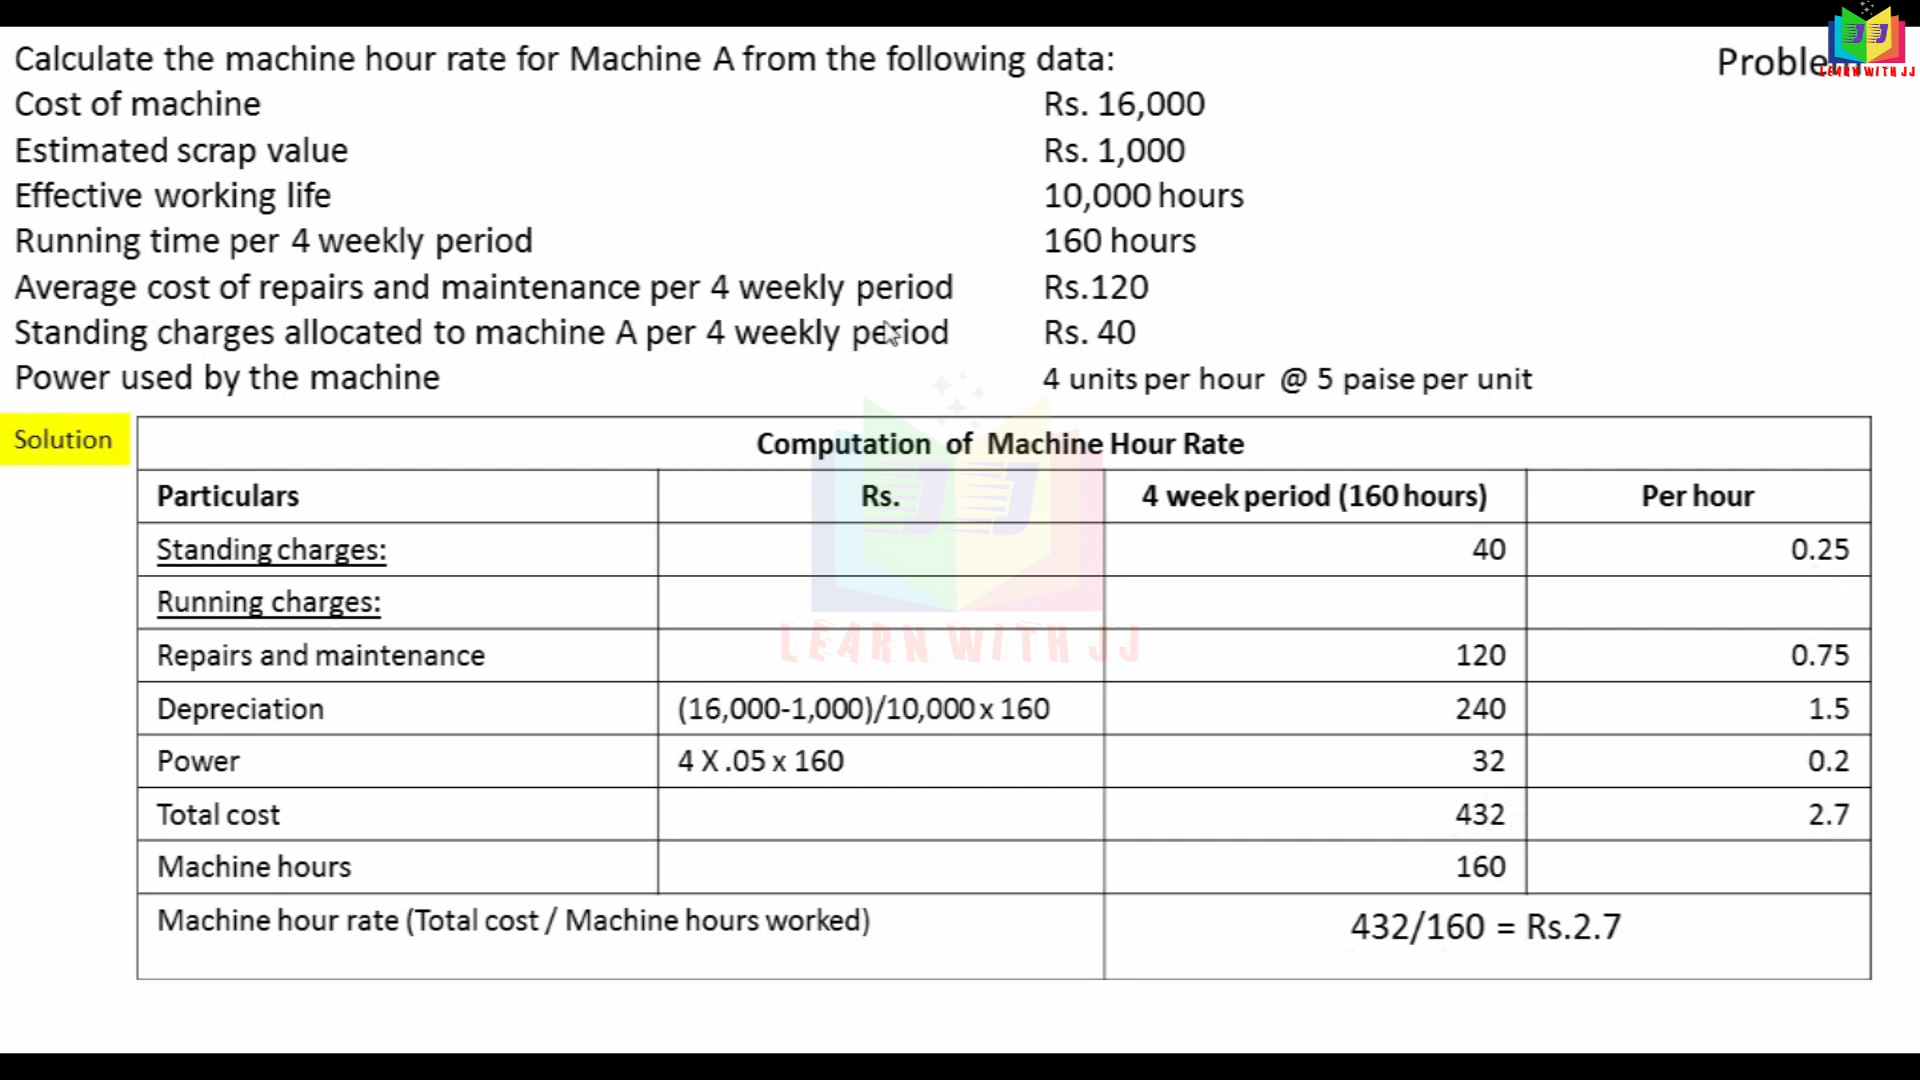 Calculate the machine hour rate for Machine A from the following data:
Cost of machine Rs. 16,000
Estimated scrap value Rs. 1,000
Effective working life 10,000 hours
Running time per 4 weekly period 160 hours
Average cost of repairs and maintenance per 4 weekly period Rs.120
Standing charges allocated to machine A per 4 weekly period Rs. 40
Power used by the machine 4 units per hour @ 5 paise per unit
LEARN WITH JJ
Solution
Computation of Machine Hour Rate
Particulars Rs. 4 week period (160 hours) Per hour
Standing charges: 40 0.25
Running charges:
Repairs and maintenance 120 0.75
Depreciation (16,000-1,000)/10,000 x 160 240 1.5
Power 4 X .05 x 160 32 0.2
Total cost 432 2.7
Machine hours 160
Machine hour rate (Total cost / Machine hours worked) 432/160 = Rs.2.7
JJ
LEARN WITH JJ